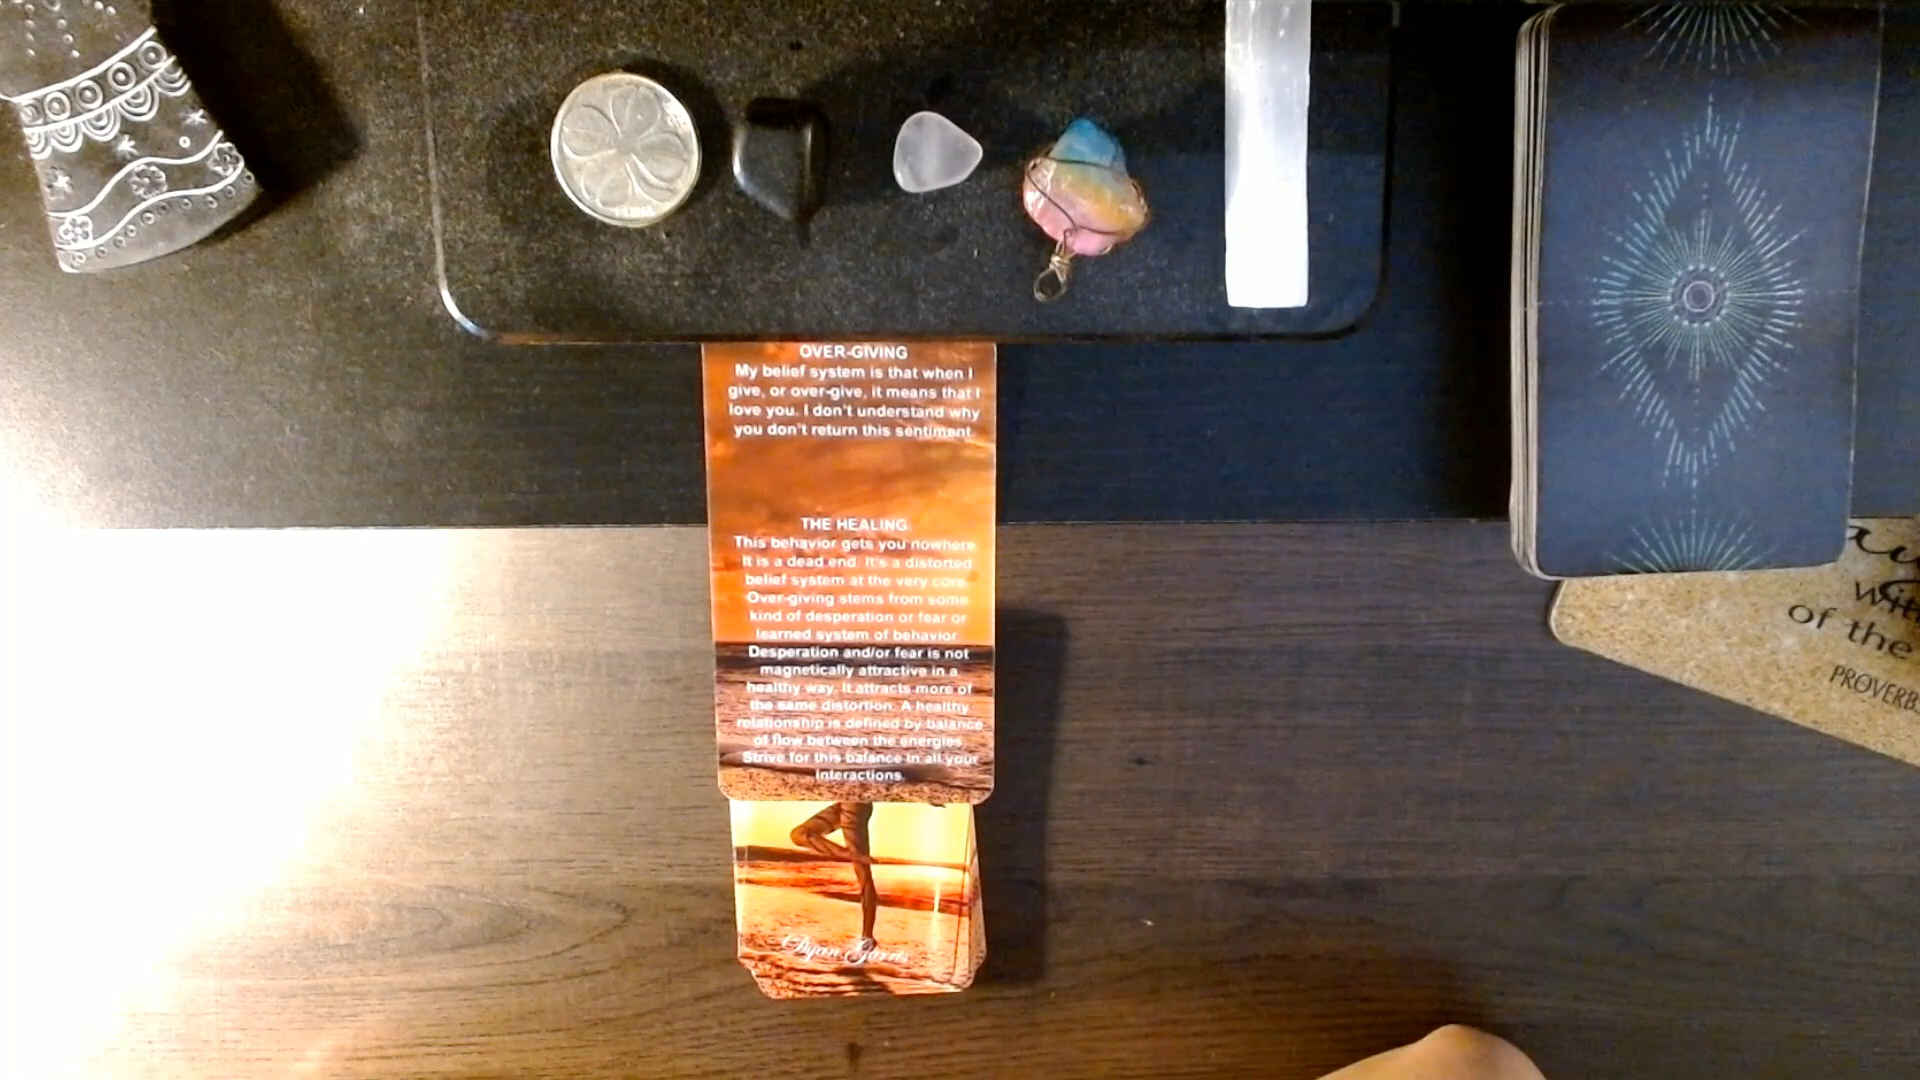 OVER-GIVING
My belief system is that when I
give, or over-give, it means that I
love you. I don't understand why
you don't return this sentiment.
THE HEALING
This behavior gets you nowhere.
It is a dead end. It's a distorted
belief system at the very core.
Over-giving stems from some
kind of desperation or fear or
learned system of behavior.
Desperation and/or fear is not
magnetically attractive in a
healthy way. It attracts more of
the same distortion. A healthy
relationship is defined by balance
of flow between the energies.
Strive for this balance in all your
interactions.
Dyan Garris
of the
PROVERBS